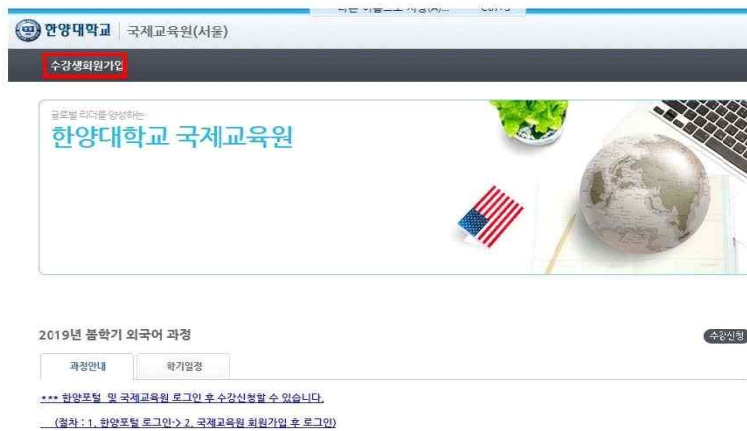 한양대학교 국제교육원(서울)
수강생회원가입
글로벌 리더를 양성하는
한양대학교 국제교육원
2019년 봄학기 외국어 과정
수강신청
과정안내 학기일정
*** 한양포털 및 국제교육원 로그인 후 수강신청할 수 있습니다.
(절차 : 1. 한양포털 로그인-> 2. 국제교육원 회원가입 후 로그인)